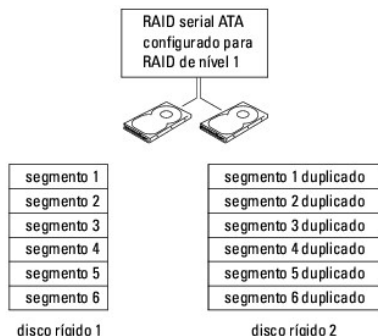 RAID serial ATA
configurado para
RAID de nível 1
segmento 1
segmento 2
segmento 3
segmento 4
segmento 5
segmento 6
disco rígido 1
segmento 1 duplicado
segmento 2 duplicado
segmento 3 duplicado
segmento 4 duplicado
segmento 5 duplicado
segmento 6 duplicado
disco rígido 2